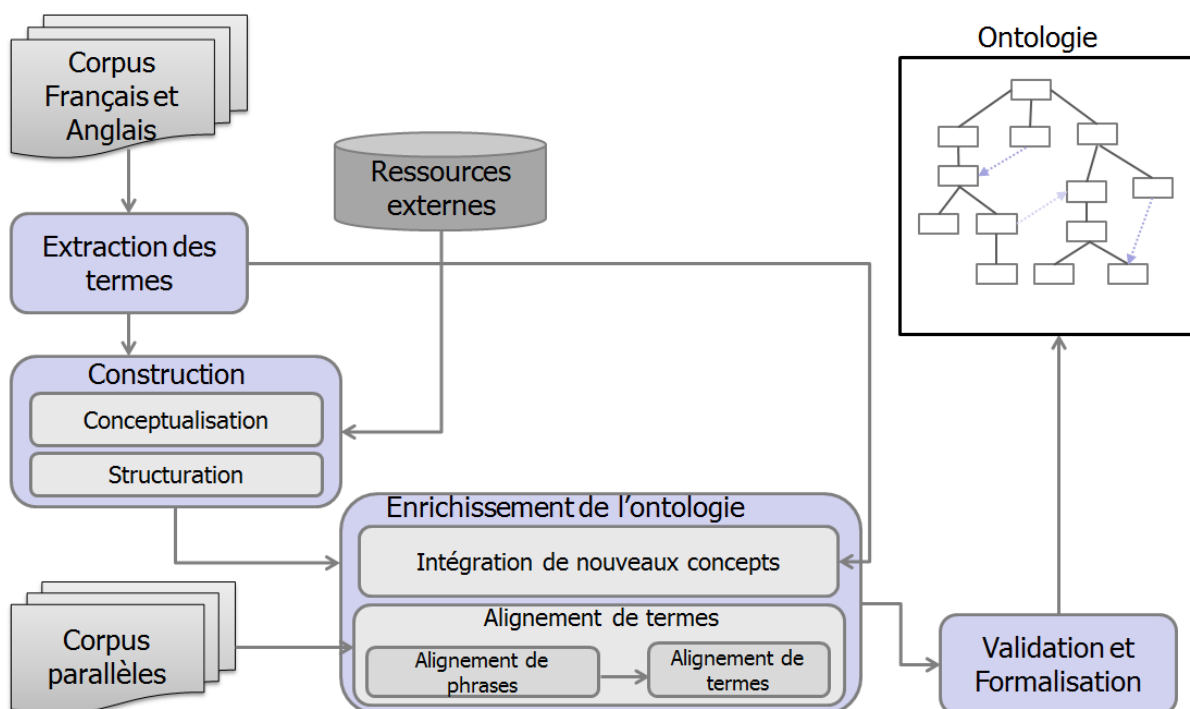 Corpus
Français et
Anglais
Ontologie
Ressources
externes
Extraction des
termes
Construction
Conceptualisation
Structuration
Enrichissement de l'ontologie
Intégration de nouveaux concepts
Alignement de termes
Alignement de
phrases
Alignement de
termes
Corpus
parallèles
Validation et
Formalisation